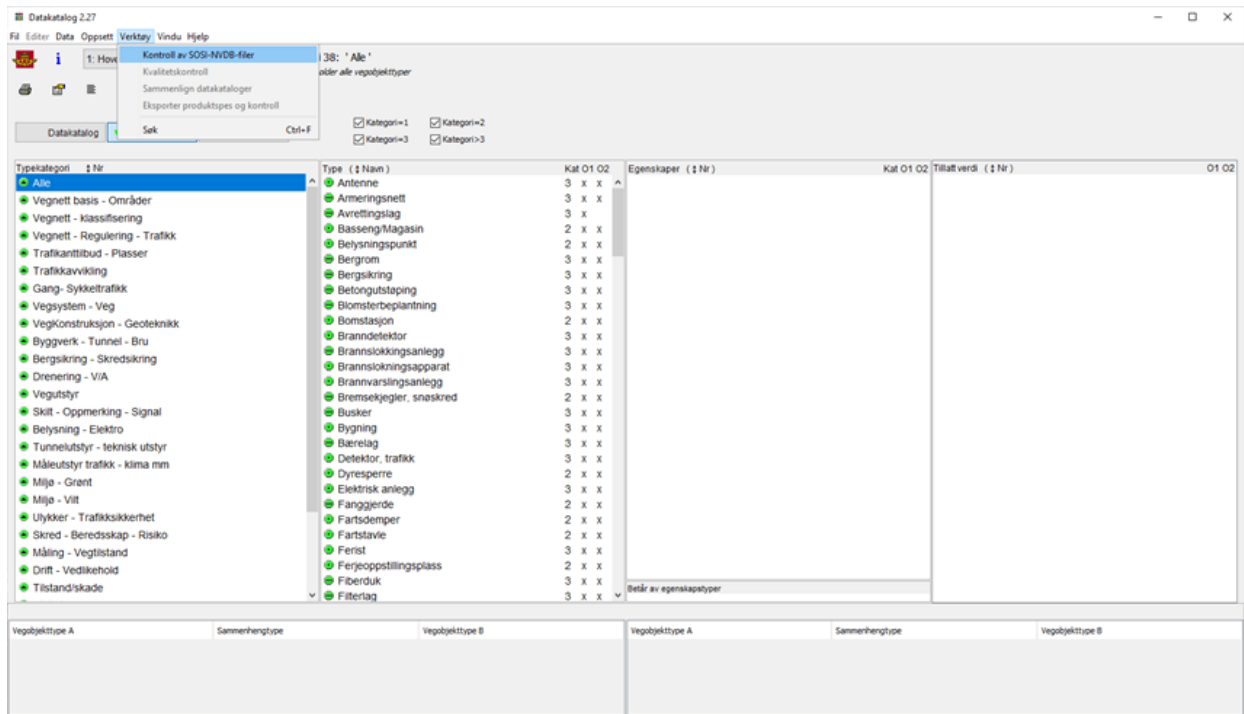 Datakatalog 2.27
Fil Editer Data Oppsett Verktøy Vindu Hjelp
Kontroll av SOSI-NVDB-filer
Kvalitetskontroll
Sammenlign datakataloger
Eksporter produktspes og kontroll
Søk Ctrl+F
i 1: Hove
i 38: ' Alle '
older alle vegobjekttyper
Datakatalog
Kategori=1 Kategori=2
Kategori=3 Kategori>3
Typekategori Nr
Alle
Vegnett basis - Områder
Vegnett - klassifisering
Vegnett - Regulering - Trafikk
Trafikanttilbud - Plasser
Trafikkavvikling
Gang- Sykkeltrafikk
Vegsystem - Veg
VegKonstruksjon - Geoteknikk
Byggverk - Tunnel - Bru
Bergsikring - Skredsikring
Drenering - V/A
Vegutstyr
Skilt - Oppmerking - Signal
Belysning - Elektro
Tunnelutstyr - teknisk utstyr
Måleutstyr trafikk - klima mm
Miljø - Grønt
Miljø - Vilt
Ulykker - Trafikksikkerhet
Skred - Beredsskap - Risiko
Måling - Vegtilstand
Drift - Vedlikehold
Tilstand/skade
Type ( Navn ) Kat O1 O2
Antenne 3 x x
Armeringsnett 3 x x
Avrettingslag 3 x
Basseng/Magasin 2 x x
Belysningspunkt 2 x x
Bergrom 3 x x
Bergsikring 3 x x
Betongutstøping 3 x x
Blomsterbeplantning 3 x x
Bomstasjon 2 x x
Branndetektor 3 x x
Brannslokkingsanlegg 3 x x
Brannslokningsapparat 3 x x
Brannvarslingsanlegg 3 x x
Bremsekjegler, snøskred 2 x x
Busker 3 x x
Bygning 3 x x
Bærelag 3 x x
Detektor, trafikk 3 x x
Dyresperre 2 x x
Elektrisk anlegg 3 x x
Fanggjerde 2 x x
Fartsdemper 2 x x
Fartstavle 2 x x
Ferist 3 x x
Ferjeoppstillingsplass 2 x x
Fiberduk 3 x x
Filterlag 3 x x
Egenskaper ( Nr ) Kat O1 O2
Består av egenskapstyper
Tillatt verdi ( Nr ) O1 O2
Vegobjekttype A Sammenhengtype Vegobjekttype B
Vegobjekttype A Sammenhengtype Vegobjekttype B